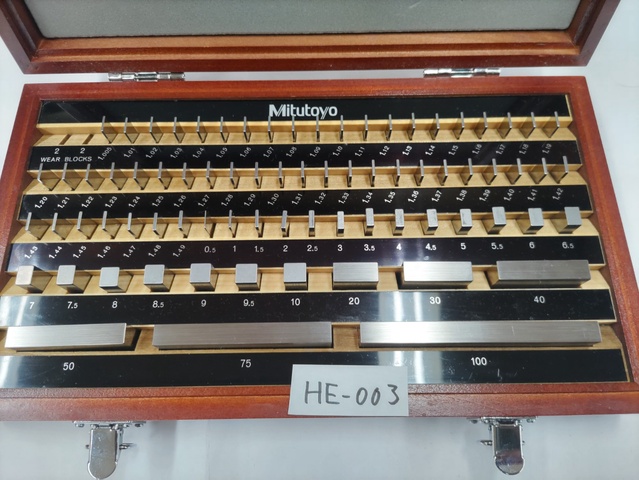 Mitutoyo
2 2 1.005 1.01 1.02 1.03 1.04 1.05 1.06 1.07 1.08 1.09 1.10 1.11 1.12 1.13 1.14 1.15 1.16 1.17 1.18 1.19
WEAR BLOCKS
1.20 1.21 1.22 1.23 1.24 1.25 1.26 1.27 1.28 1.29 1.30 1.31 1.32 1.33 1.34 1.35 1.36 1.37 1.38 1.39 1.40 1.41 1.42
1.43 1.44 1.45 1.46 1.47 1.48 1.49 0.5 1 1.5 2 2.5 3 3.5 4 4.5 5 5.5 6 6.5
7 7.5 8 8.5 9 9.5 10 20 30 40
50 75 100
HE-003